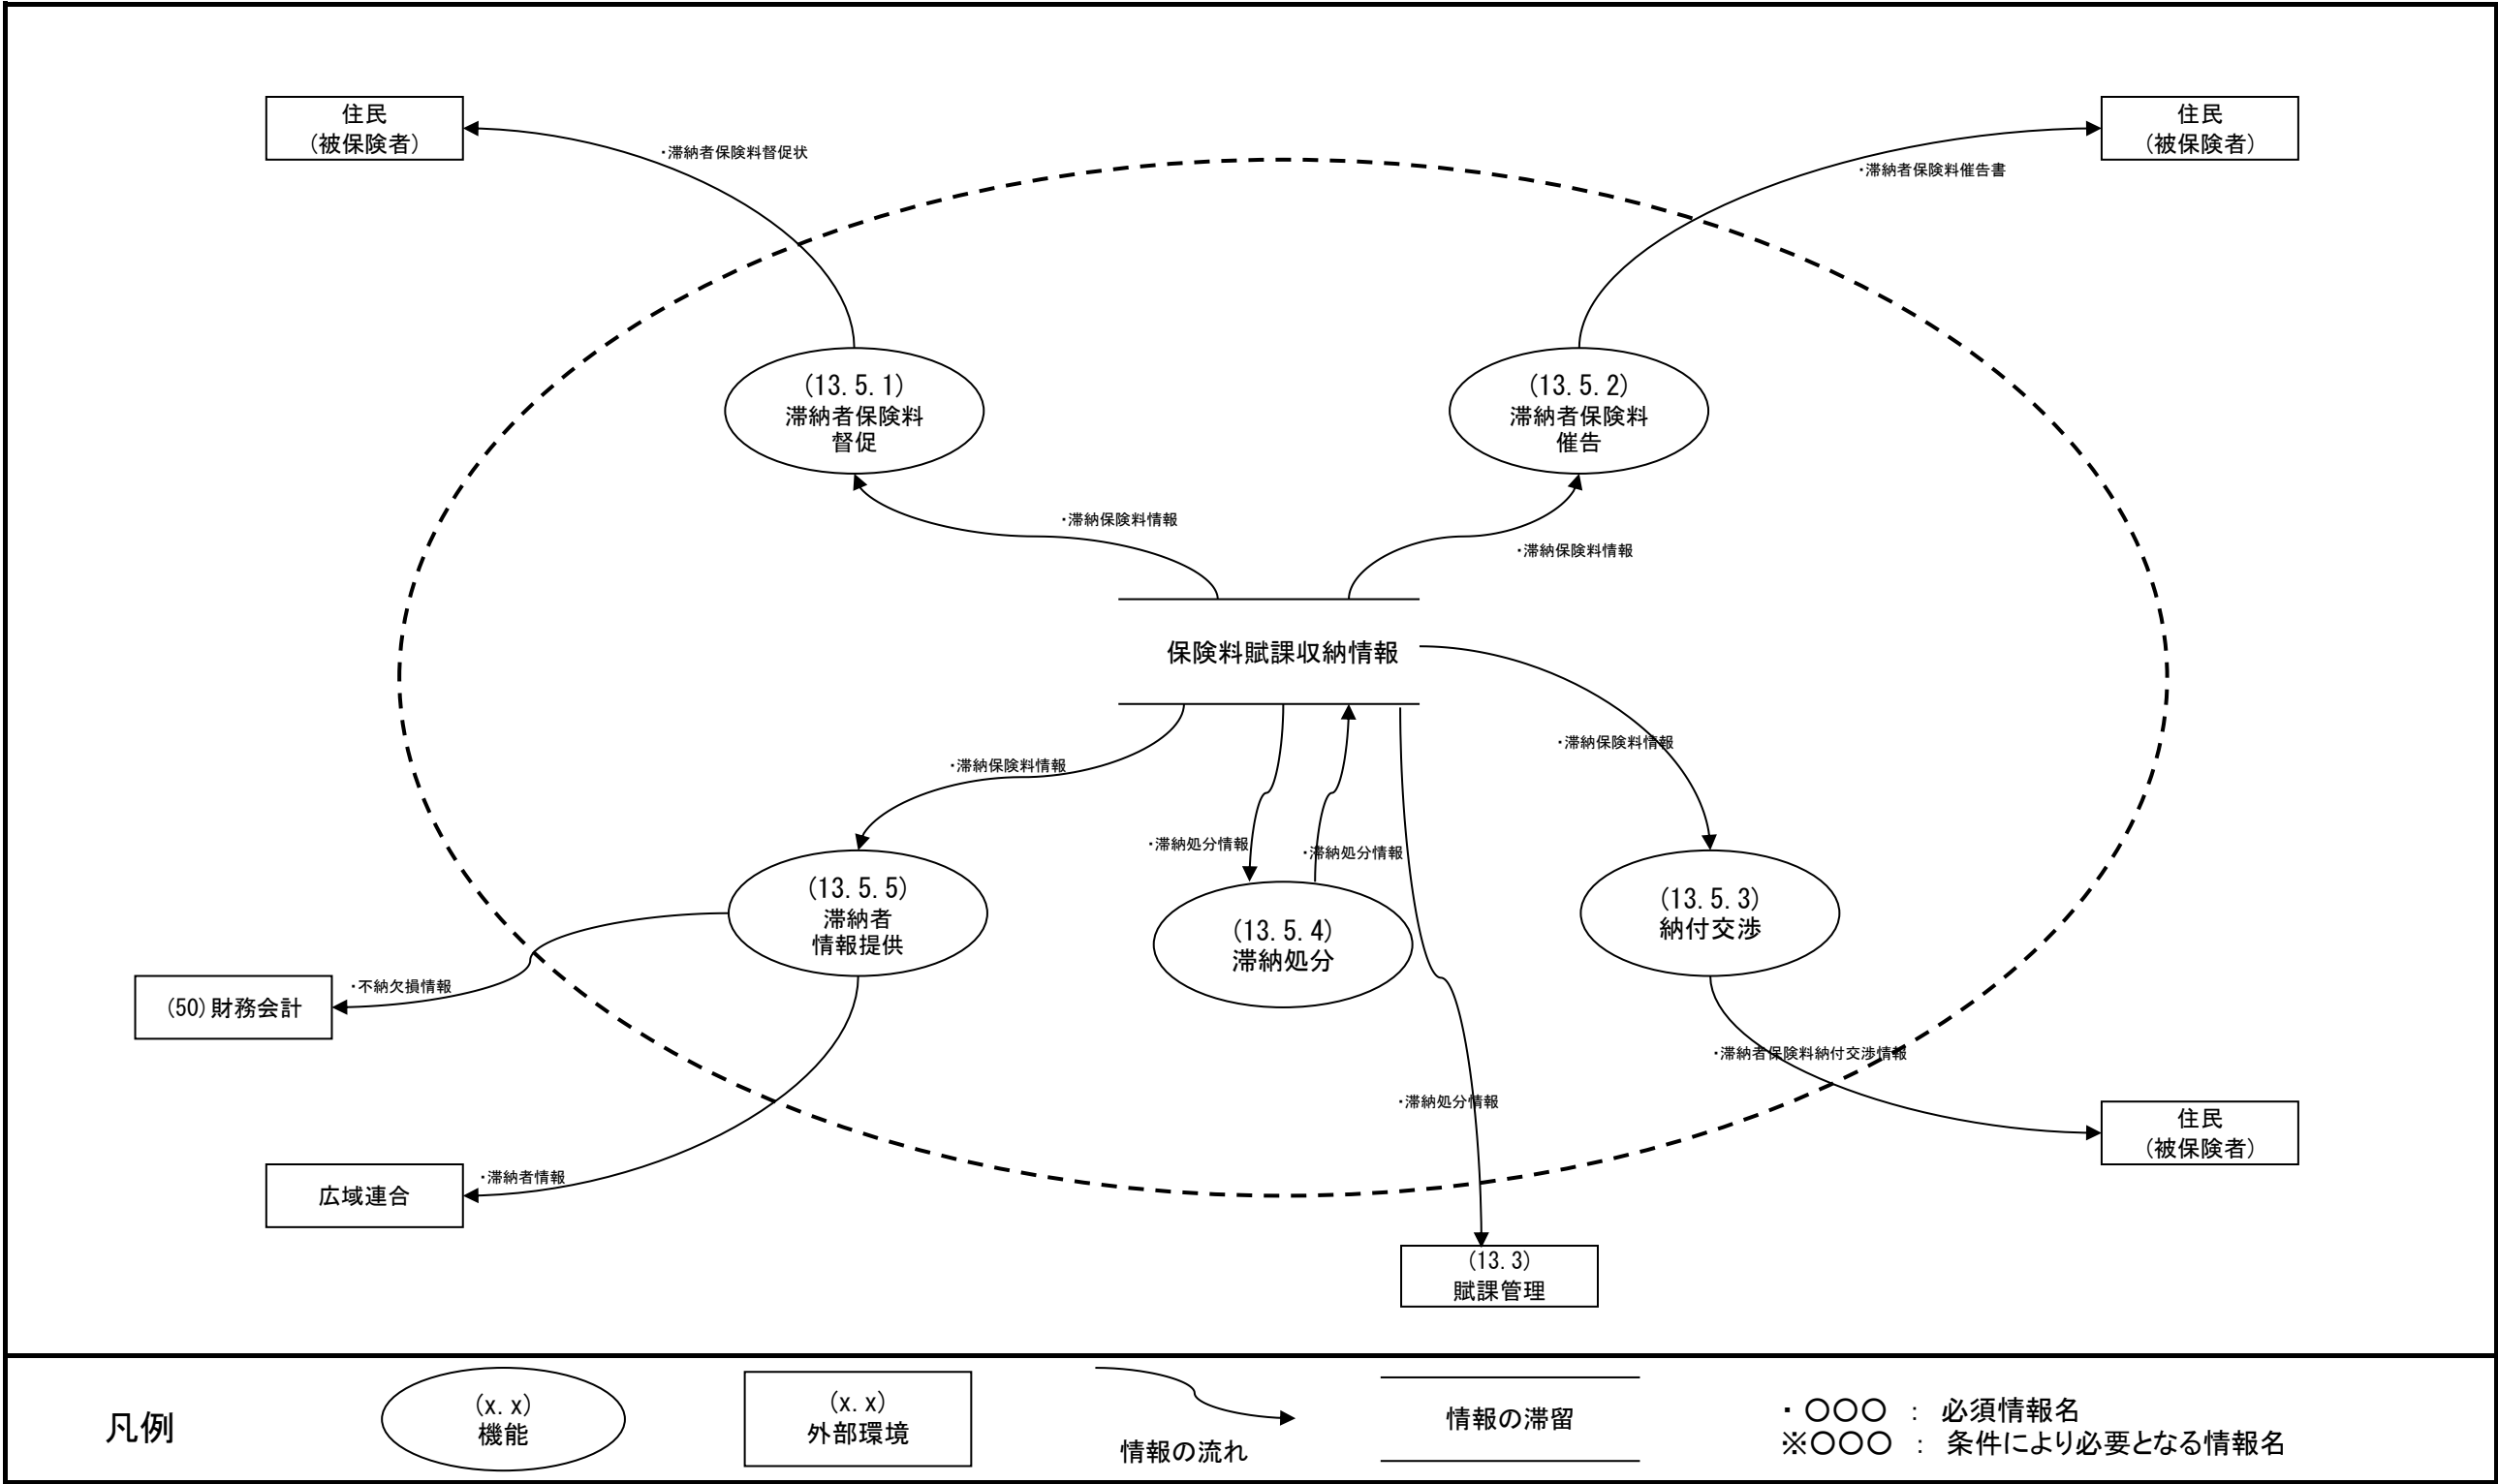 住民
(被保険者)
住民
(被保険者)
・滞納者保険料督促状
・滞納者保険料催告書
(13.5.1)
滞納者保険料
督促
(13.5.2)
滞納者保険料
催告
・滞納保険料情報
・滞納保険料情報
保険料賦課収納情報
・滞納保険料情報
・滞納保険料情報
・滞納処分情報
・滞納処分情報
(13.5.5)
滞納者
情報提供
(13.5.4)
滞納処分
(13.5.3)
納付交渉
・不納欠損情報
(50)財務会計
・滞納者保険料納付交渉情報
・滞納処分情報
住民
(被保険者)
・滞納者情報
広域連合
(13.3)
賦課管理
凡例
(x.x)
機能
(x.x)
外部環境
情報の流れ
情報の滞留
・○○○ : 必須情報名
※○○○ : 条件により必要となる情報名